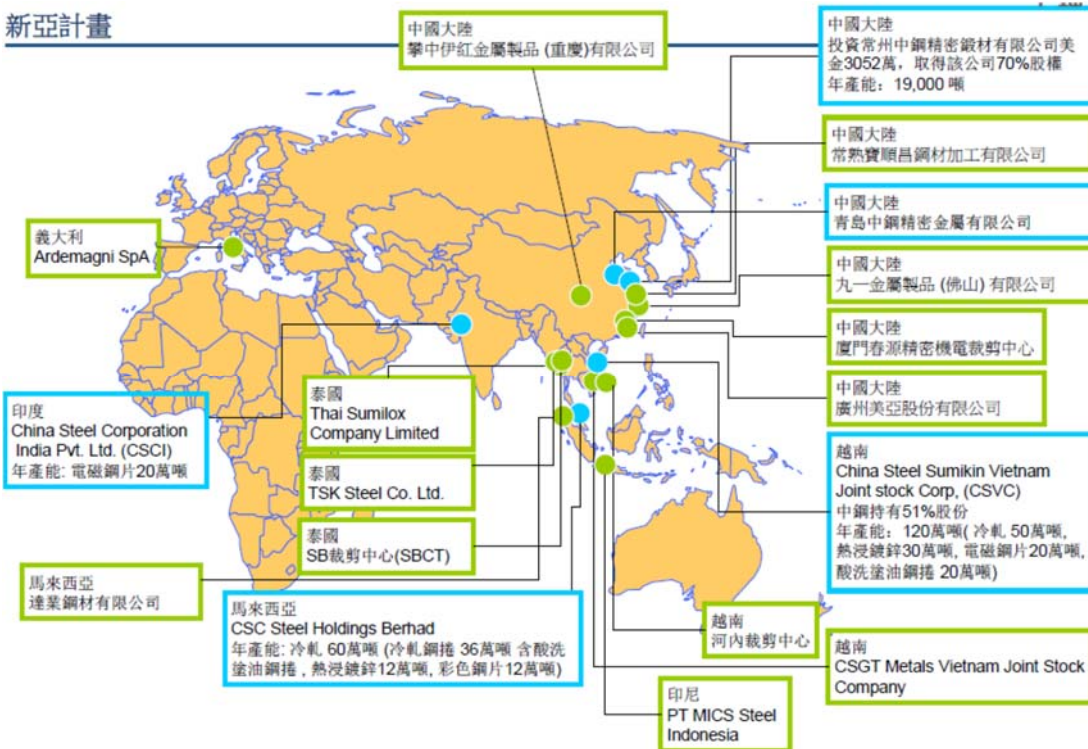 新亞計畫
中國大陸
攀中伊紅金屬製品 (重慶)有限公司
中國大陸
投資常州中鋼精密鍛材有限公司美
金3052萬，取得該公司70%股權
年產能：19,000 噸
中國大陸
常熟寶順昌鋼材加工有限公司
中國大陸
青島中鋼精密金屬有限公司
中國大陸
丸一金屬製品 (佛山) 有限公司
中國大陸
廈門春源精密機電裁剪中心
中國大陸
廣州美亞股份有限公司
義大利
Ardemagni SpA
印度
China Steel Corporation
India Pvt. Ltd. (CSCI)
年產能: 電磁鋼片20萬噸
泰國
Thai Sumilox
Company Limited
泰國
TSK Steel Co. Ltd.
泰國
SB裁剪中心(SBCT)
馬來西亞
達業鋼材有限公司
馬來西亞
CSC Steel Holdings Berhad
年產能: 冷軋 60萬噸 (冷軋鋼捲 36萬噸 含酸洗
塗油鋼捲 , 熱浸鍍鋅12萬噸, 彩色鋼片12萬噸)
越南
China Steel Sumikin Vietnam
Joint stock Corp, (CSVC)
中鋼持有51%股份
年產能：120萬噸( 冷軋 50萬噸,
熱浸鍍鋅30萬噸, 電磁鋼片20萬噸,
酸洗塗油鋼捲 20萬噸)
越南
河內裁剪中心
越南
CSGT Metals Vietnam Joint Stock
Company
印尼
PT MICS Steel
Indonesia